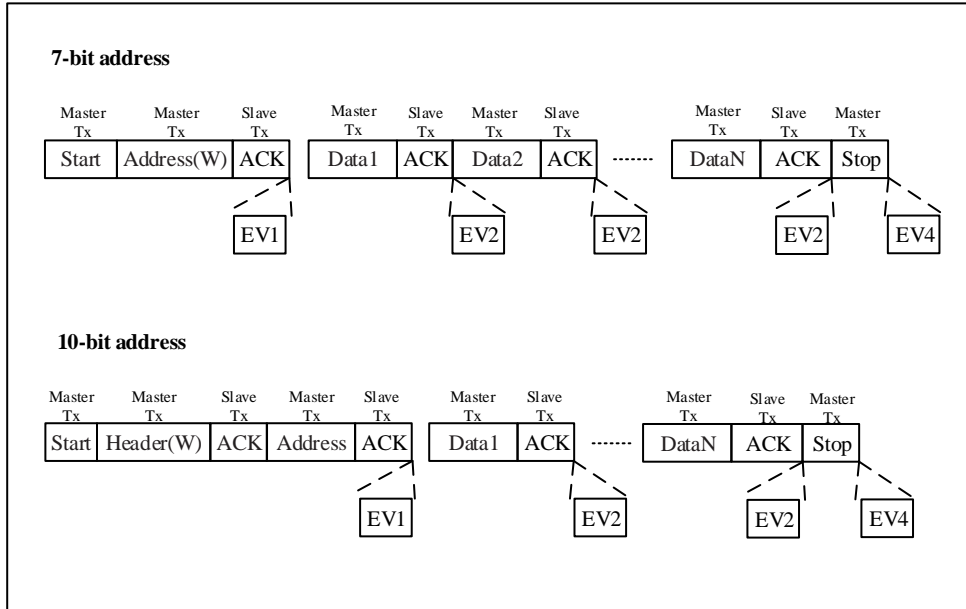 7-bit address
Master Tx Master Tx Slave Tx Master Tx Slave Tx Master Tx Slave Tx Master Tx Slave Tx Master Tx
Start Address(W) ACK Data1 ACK Data2 ACK DataN ACK Stop
EV1 EV2 EV2 EV2 EV4
10-bit address
Master Tx Master Tx Slave Tx Master Tx Slave Tx Master Tx Slave Tx Master Tx Slave Tx Master Tx
Start Header(W) ACK Address ACK Data1 ACK DataN ACK Stop
EV1 EV2 EV2 EV4